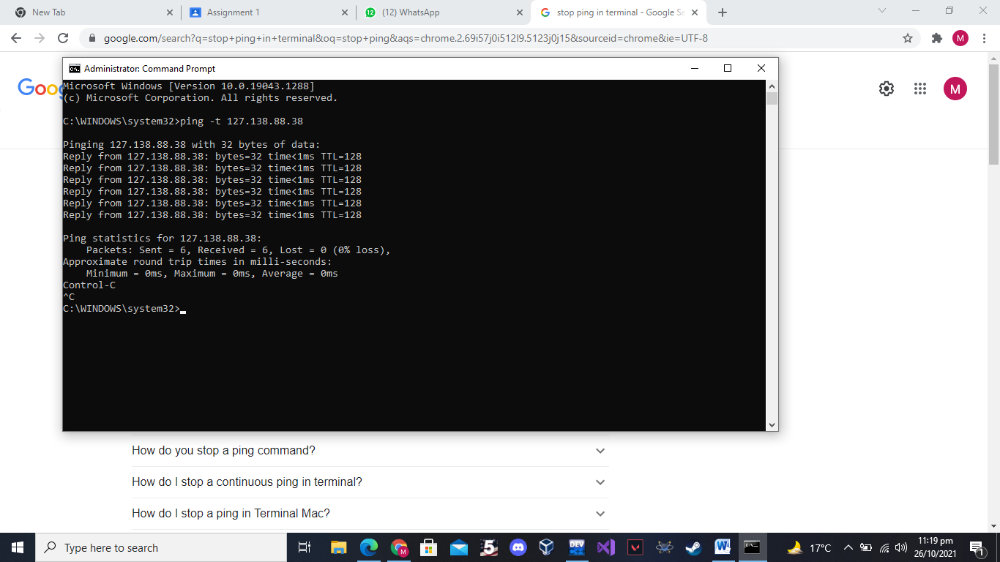 New Tab
Assignment 1
12
(12) WhatsApp
stop ping in terminal - Google Se
google.com/search?q=stop+ping+in+terminal&oq=stop+ping&aqs=chrome.2.69i57j0i512l9.5123j0j15&sourceid=chrome&ie=UTF-8
M
Goog
M
Administrator: Command Prompt
Microsoft Windows [Version 10.0.19043.1288]
(c) Microsoft Corporation. All rights reserved.
C:\WINDOWS\system32>ping -t 127.138.88.38
Pinging 127.138.88.38 with 32 bytes of data:
Reply from 127.138.88.38: bytes=32 time<1ms TTL=128
Reply from 127.138.88.38: bytes=32 time<1ms TTL=128
Reply from 127.138.88.38: bytes=32 time<1ms TTL=128
Reply from 127.138.88.38: bytes=32 time<1ms TTL=128
Reply from 127.138.88.38: bytes=32 time<1ms TTL=128
Reply from 127.138.88.38: bytes=32 time<1ms TTL=128
Ping statistics for 127.138.88.38:
Packets: Sent = 6, Received = 6, Lost = 0 (0% loss),
Approximate round trip times in milli-seconds:
Minimum = 0ms, Maximum = 0ms, Average = 0ms
Control-C
^C
C:\WINDOWS\system32>
How do you stop a ping command?
How do I stop a continuous ping in terminal?
How do I stop a ping in Terminal Mac?
Type here to search
M
5
DEV
W
17°C
11:19 pm
26/10/2021
1